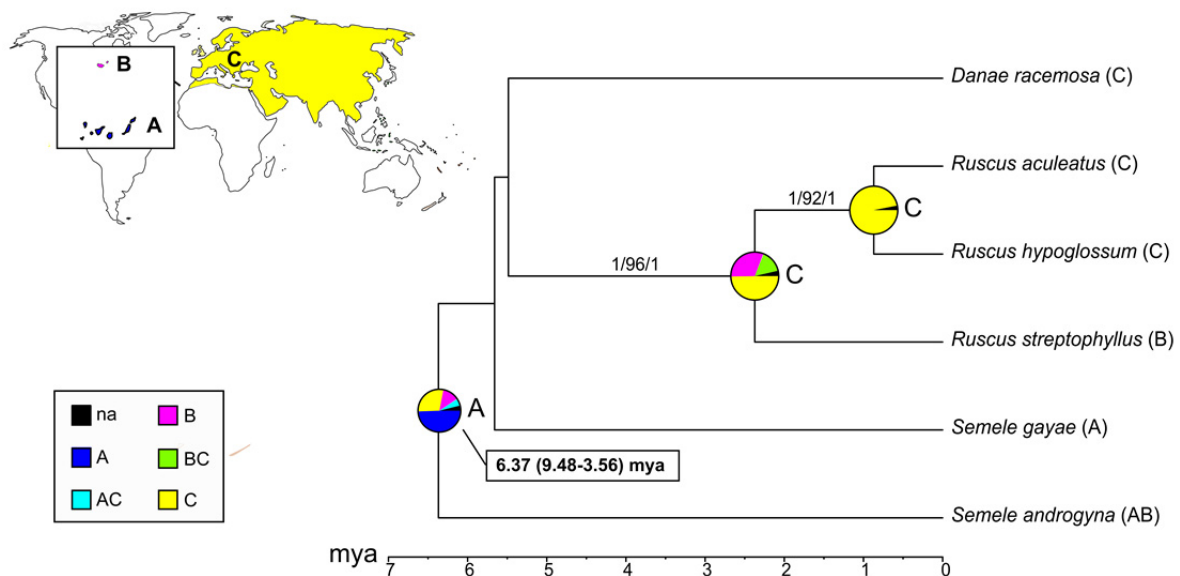 B
A
C
Danae racemosa (C)
Ruscus aculeatus (C)
1/92/1
C
Ruscus hypoglossum (C)
1/96/1
C
Ruscus streptophyllus (B)
na
B
A
BC
AC
C
A
Semele gayae (A)
6.37 (9.48-3.56) mya
Semele androgyna (AB)
mya
7 6 5 4 3 2 1 0